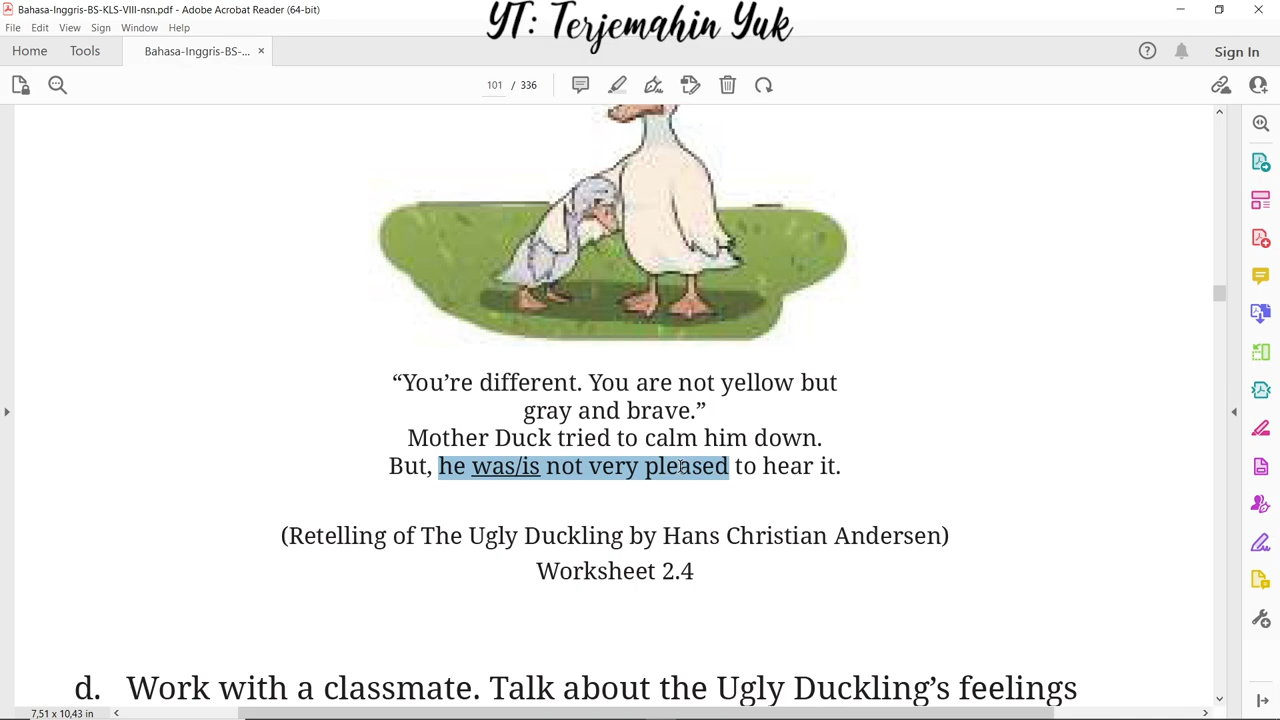 Bahasa-Inggris-BS-KLS-VIII-nsn.pdf - Adobe Acrobat Reader (64-bit)
YT: Terjemahin Yuk
File Edit View Sign Window Help
Home Tools Bahasa-Inggris-BS-... × Sign In
101 / 336
“You’re different. You are not yellow but
gray and brave.”
Mother Duck tried to calm him down.
But, he was/is not very pleased to hear it.
(Retelling of The Ugly Duckling by Hans Christian Andersen)
Worksheet 2.4
d. Work with a classmate. Talk about the Ugly Duckling’s feelings
7,51 x 10,43 in